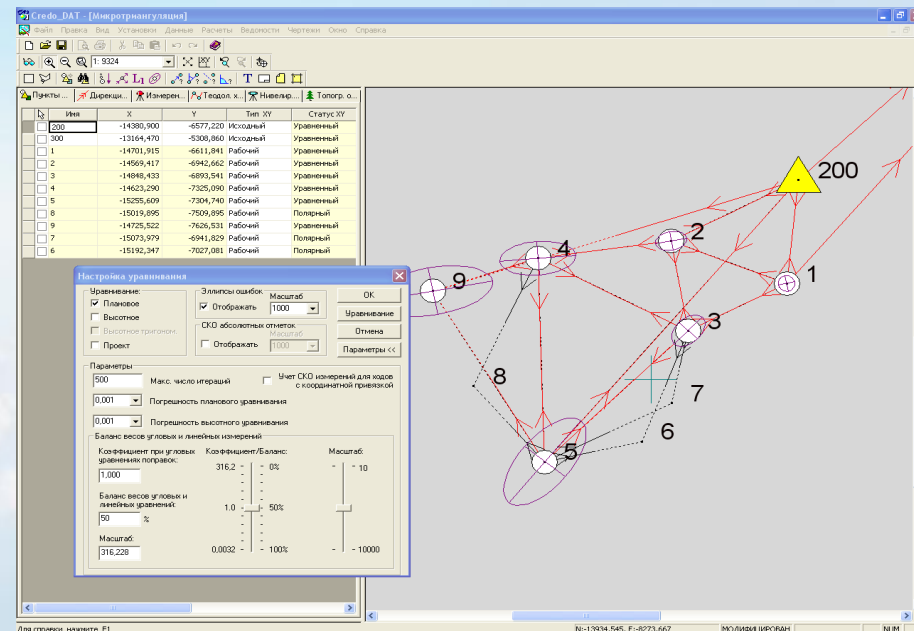 Credo_DAT - [Микротриангуляция]
Файл Правка Вид Установки Данные Расчеты Ведомости Чертежи Окно Справка
1: 9324
Пункты ... Дирекци... Измерен... Теодол. х... Нивелир... Топогр. о...
Имя X Y Тип XY Статус XY
200 -14380,900 -6577,220 Исходный Уравненный
300 -13164,470 -5308,860 Исходный Уравненный
1 -14701,915 -6611,841 Рабочий Уравненный
2 -14569,417 -6942,662 Рабочий Уравненный
3 -14848,433 -6893,541 Рабочий Уравненный
4 -14623,290 -7325,090 Рабочий Уравненный
5 -15255,609 -7304,740 Рабочий Уравненный
8 -15019,895 -7509,895 Рабочий Полярный
9 -14725,522 -7626,531 Рабочий Уравненный
7 -15073,979 -6941,829 Рабочий Полярный
6 -15192,347 -7027,081 Рабочий Полярный
Настройка уравнивания
Уравнивание:
Плановое
Высотное
Высотное тригоном.
Проект
Эллипсы ошибок
Отображать
Масштаб
1000
СКО абсолютных отметок
Отображать
Масштаб
1000
OK
Уравнивание
Отмена
Параметры <<
Параметры
500 Макс. число итераций
Учет СКО измерений для ходов
с координатной привязкой
0,001 Погрешность планового уравнивания
0,001 Погрешность высотного уравнивания
Баланс весов угловых и линейных измерений
Коэффициент при угловых
уравнениях поправок:
1,000
Баланс весов угловых и
линейных уравнений:
50 %
Масштаб:
316,228
Коэффициент/Баланс:
316,2 - - 0%
1.0 - - 50%
0,0032 - - 100%
Масштаб:
- - 10
- - 10000
200
2
4
1
9
3
8
7
6
5
Для справки, нажмите F1
N:-13934,545, E:-8273,667 МОДИФИЦИРОВАН NUM